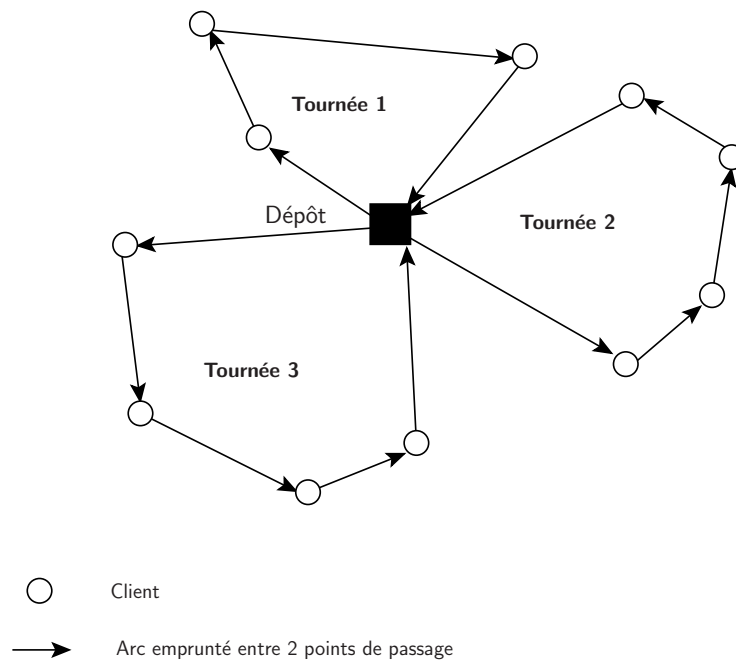 Tournée 1
Dépôt
Tournée 2
Tournée 3
Client
Arc emprunté entre 2 points de passage